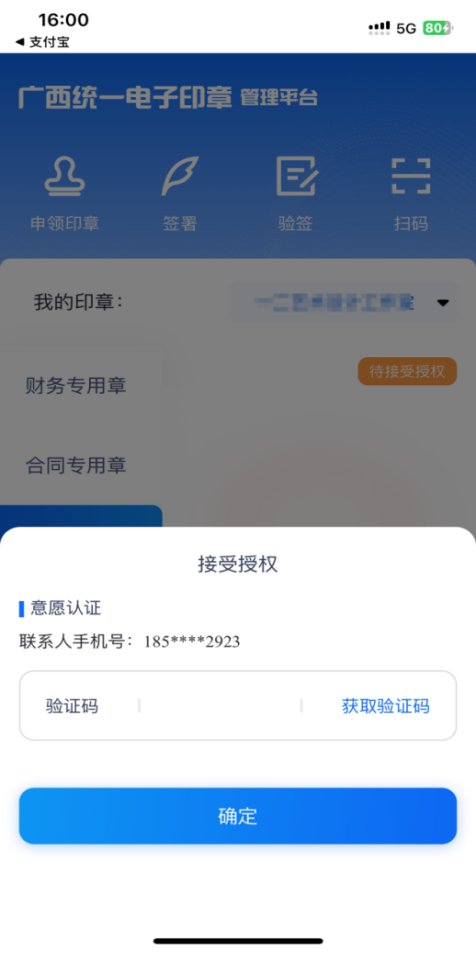 16:00
5G 80
◀ 支付宝
广西统一电子印章 管理平台
申领印章 签署 验签 扫码
我的印章：
待接受授权
财务专用章
合同专用章
接受授权
意愿认证
联系人手机号：185****2923
验证码 获取验证码
确定